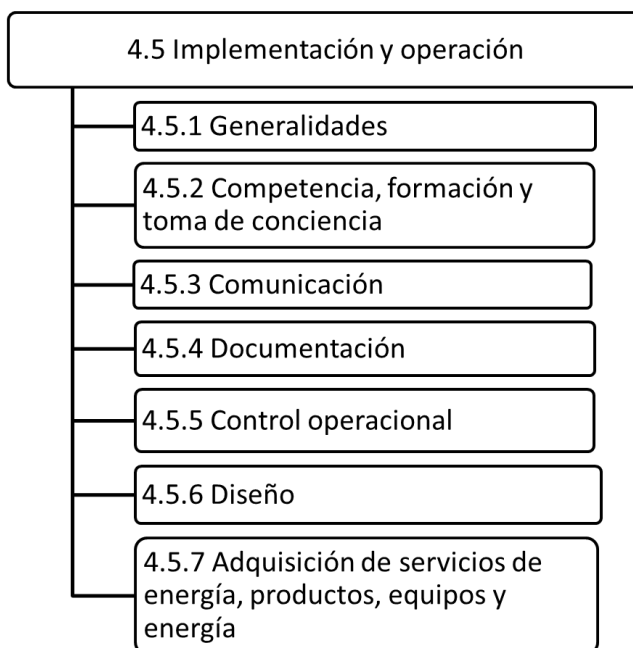 4.5 Implementación y operación
4.5.1 Generalidades
4.5.2 Competencia, formación y
toma de conciencia
4.5.3 Comunicación
4.5.4 Documentación
4.5.5 Control operacional
4.5.6 Diseño
4.5.7 Adquisición de servicios de
energía, productos, equipos y
energía